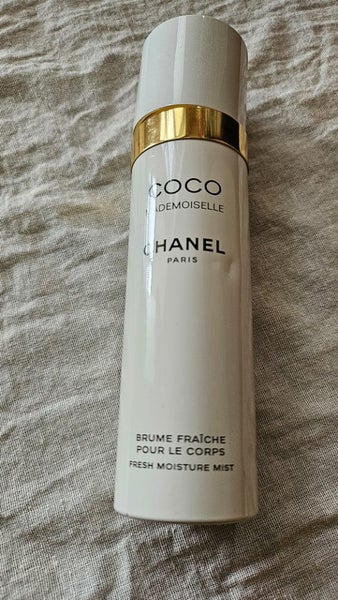 COCO
MADEMOISELLE
CHANEL
PARIS
BRUME FRAÎCHE
POUR LE CORPS
FRESH MOISTURE MIST